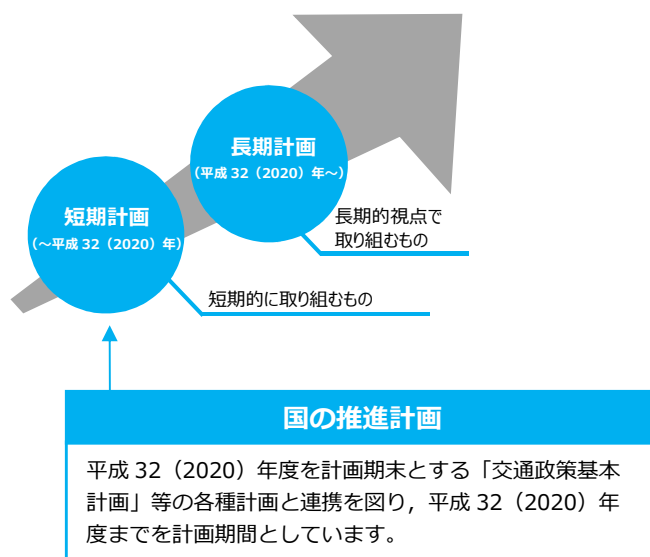 長期計画
（平成 32（2020）年～）
短期計画
（～平成 32（2020）年）
長期的視点で
取り組むもの
短期的に取り組むもの
国の推進計画
平成 32（2020）年度を計画期末とする「交通政策基本
計画」等の各種計画と連携を図り，平成 32（2020）年
度までを計画期間としています。